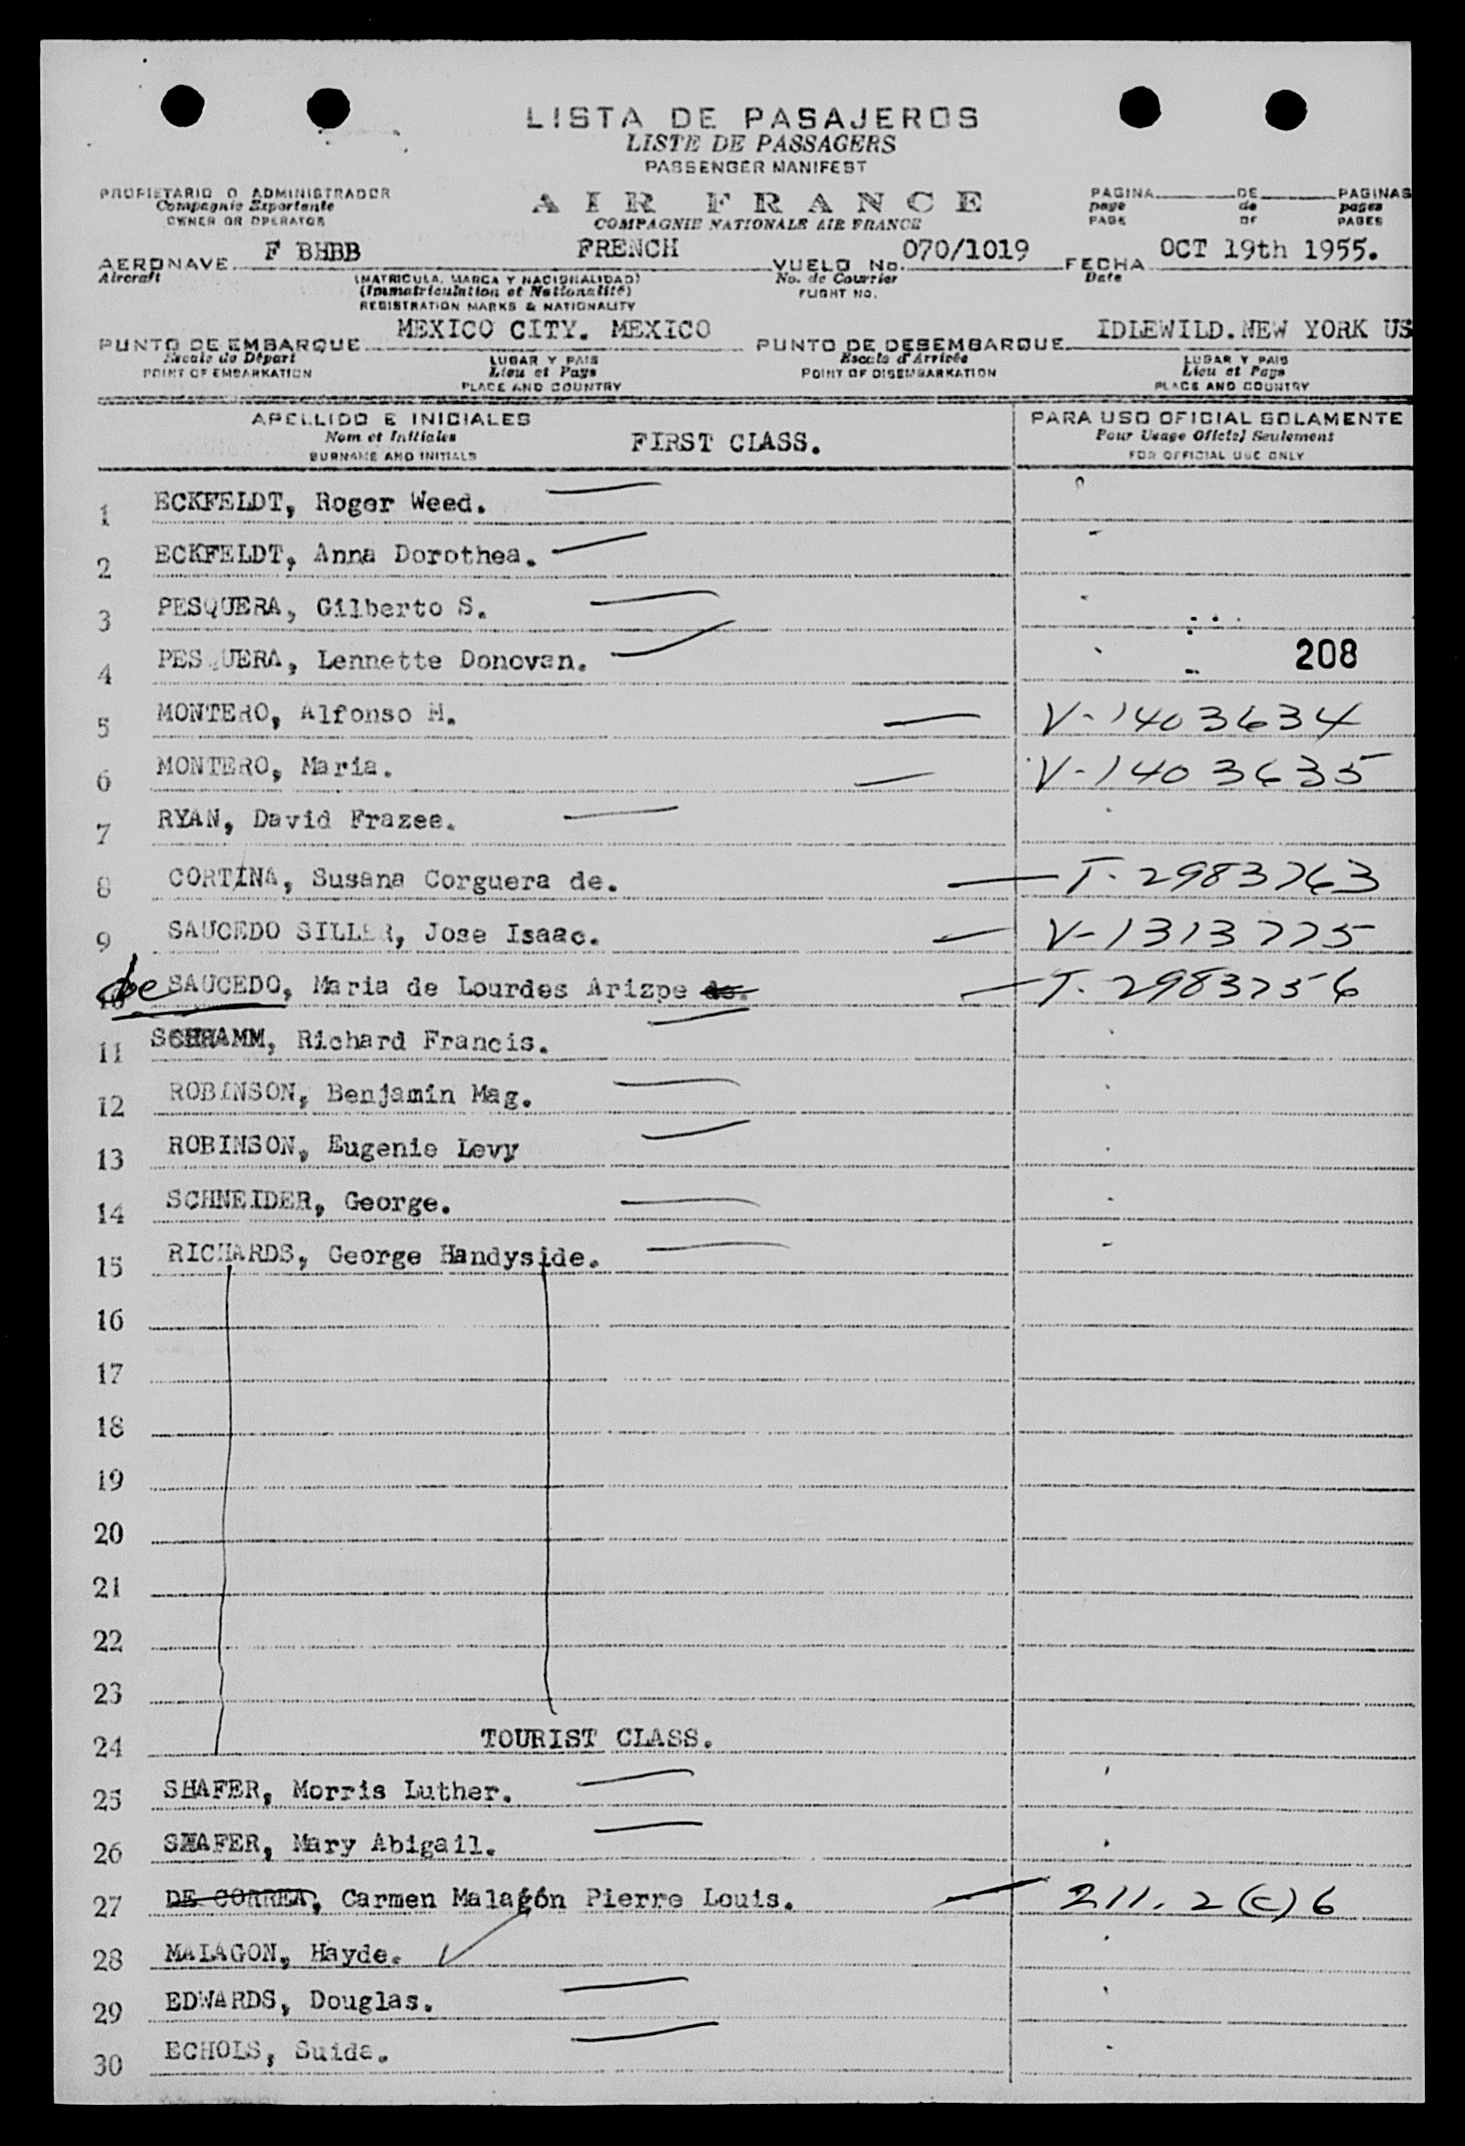 LISTA DE PASAJEROS
LISTE DE PASSAGERS
PASSENGER MANIFEST
PROPIETARIO O ADMINISTRADOR
Compagnie Exportante
OWNER OR OPERATOR
AIR FRANCE
COMPAGNIE NATIONALE AIR FRANCE
PAGINA DE PAGINAS
page de pages
PAGE OF PAGES
AERONAVE F BHBB FRENCH VUELO No. 070/1019 FECHA OCT 19th 1955.
Aircraft (MATRICULA, MARCA Y NACIONALIDAD) No. de Courrier Date
(Immatriculation et Nationalité) FLIGHT NO.
REGISTRATION MARKS & NATIONALITY
PUNTO DE EMBARQUE MEXICO CITY. MEXICO PUNTO DE DESEMBARQUE IDLEWILD.NEW YORK US
Escale de Départ LUGAR Y PAIS Escale d'Arrivée LUGAR Y PAIS
POINT OF EMBARKATION Lieu et Pays POINT OF DISEMBARKATION Lieu et Pays
PLACE AND COUNTRY PLACE AND COUNTRY
APELLIDO E INICIALES PARA USO OFICIAL SOLAMENTE
Nom et Initiales FIRST CLASS. Pour Usage Oficiel Seulement
SURNAME AND INITIALS FOR OFFICIAL USE ONLY
1 ECKFELDT, Roger Weed.
2 ECKFELDT, Anna Dorothea.
3 PESQUERA, Gilberto S.
4 PES UERA, Lennette Donovan. 208
5 MONTERO, Alfonso M. V-1403634
6 MONTERO, Maria. V-1403635
7 RYAN, David Frazee.
8 CORTINA, Susana Corguera de. T-2983763
9 SAUCEDO SILLER, Jose Isaac. V-1313775
10 de SAUCEDO, Maria de Lourdes Arizpe de. T-2983756
11 SCHRAMM, Richard Francis.
12 ROBINSON, Benjamin Mag.
13 ROBINSON, Eugenie Levy
14 SCHNEIDER, George.
15 RICHARDS, George Handyside.
16
17
18
19
20
21
22
23
24 TOURIST CLASS.
25 SHAFER, Morris Luther.
26 SHAFER, Mary Abigail.
27 DE CORREA, Carmen Malagón Pierre Louis. 211.2(c)6
28 MALAGON, Hayde.
29 EDWARDS, Douglas.
30 ECHOLS, Suida.